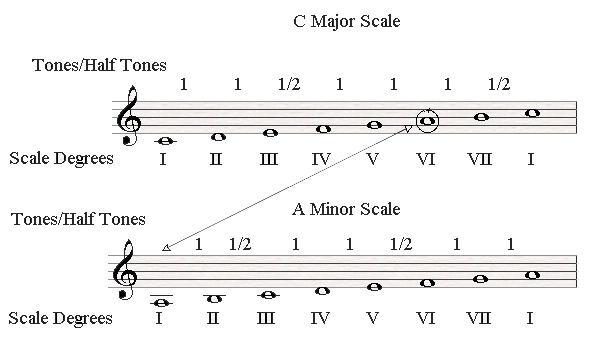 C Major Scale
Tones/Half Tones
1 1 1/2 1 1 1 1/2
Scale Degrees I II III IV V VI VII I
A Minor Scale
Tones/Half Tones
1 1/2 1 1 1/2 1 1
Scale Degrees I II III IV V VI VII I